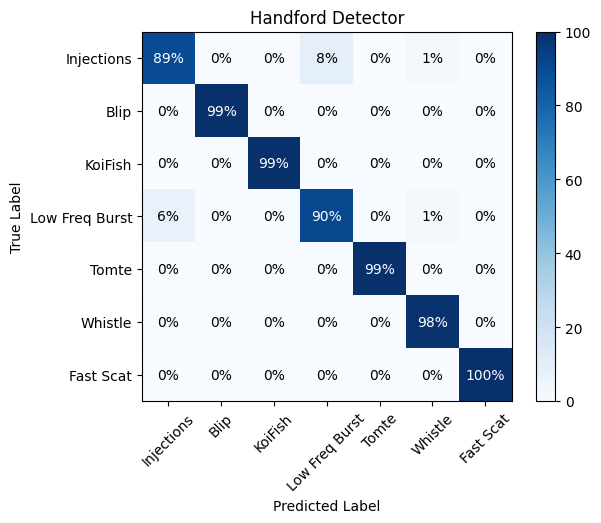 Handford Detector
True Label
Injections 89% 0% 0% 8% 0% 1% 0%
Blip 0% 99% 0% 0% 0% 0% 0%
KoiFish 0% 0% 99% 0% 0% 0% 0%
Low Freq Burst 6% 0% 0% 90% 0% 1% 0%
Tomte 0% 0% 0% 0% 99% 0% 0%
Whistle 0% 0% 0% 0% 0% 98% 0%
Fast Scat 0% 0% 0% 0% 0% 0% 100%
Injections Blip KoiFish Low Freq Burst Tomte Whistle Fast Scat
Predicted Label
100
80
60
40
20
0